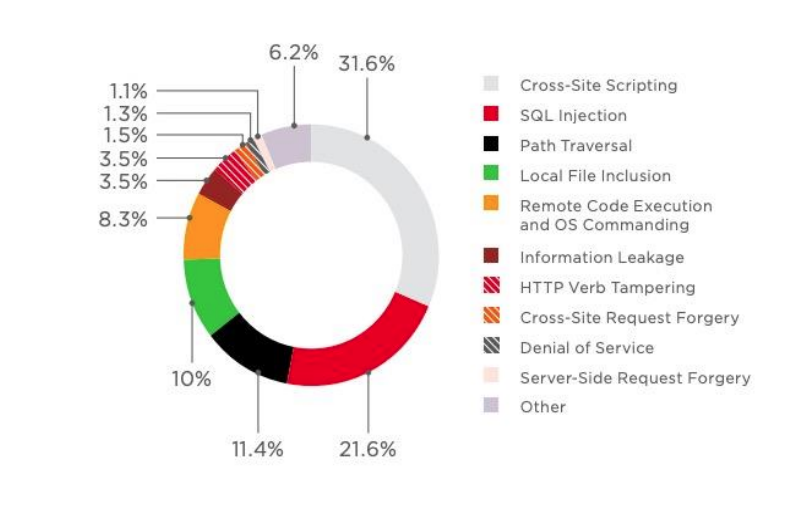 6.2%
31.6%
1.1%
1.3%
1.5%
3.5%
3.5%
8.3%
10%
11.4%
21.6%
Cross-Site Scripting
SQL Injection
Path Traversal
Local File Inclusion
Remote Code Execution
and OS Commanding
Information Leakage
HTTP Verb Tampering
Cross-Site Request Forgery
Denial of Service
Server-Side Request Forgery
Other